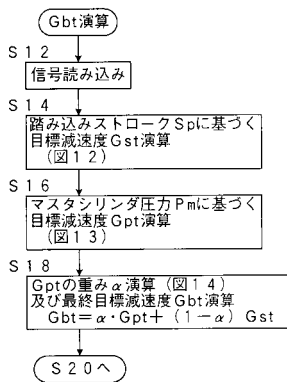 Gbt演算
S12
信号読み込み
S14
踏み込みストロークSpに基づく
目標減速度Gst演算
(図12)
S16
マスタシリンダ圧力Pmに基づく
目標減速度Gpt演算
(図13)
S18
Gptの重みα演算(図14)
及び最終目標減速度Gbt演算
Gbt=α・Gpt+(1-α)Gst
S20へ